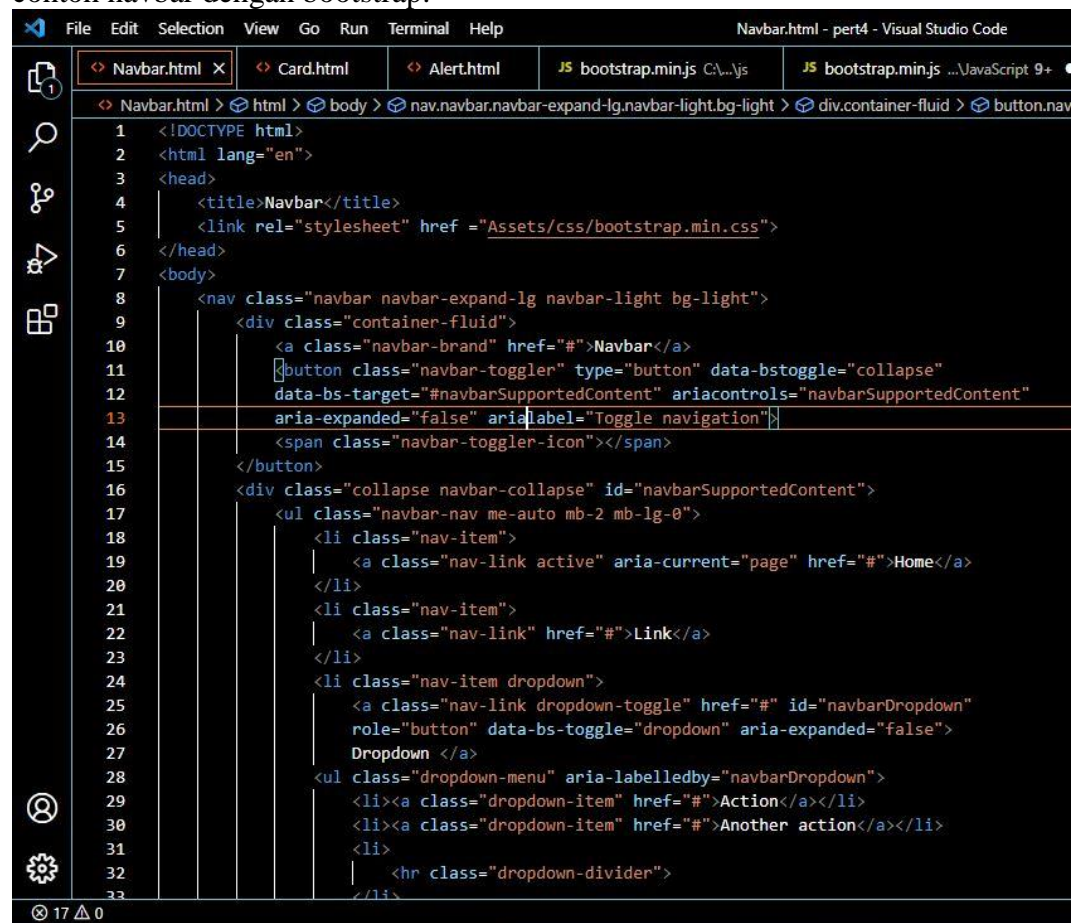 contoh navbar dengan bootstrap.
File Edit Selection View Go Run Terminal Help Navbar.html - pert4 - Visual Studio Code
Navbar.html Card.html Alert.html JS bootstrap.min.js C:\...\js JS bootstrap.min.js ...\JavaScript 9+
1
Navbar.html > html > body > nav.navbar.navbar-expand-lg.navbar-light.bg-light > div.container-fluid > button.nav
1 <!DOCTYPE html>
2 <html lang="en">
3 <head>
4 <title>Navbar</title>
5 <link rel="stylesheet" href ="Assets/css/bootstrap.min.css">
6 </head>
7 <body>
8 <nav class="navbar navbar-expand-lg navbar-light bg-light">
9 <div class="container-fluid">
10 <a class="navbar-brand" href="#">Navbar</a>
11 <button class="navbar-toggler" type="button" data-bstoggle="collapse"
12 data-bs-target="#navbarSupportedContent" ariacontrols="navbarSupportedContent"
13 aria-expanded="false" arialabel="Toggle navigation">
14 <span class="navbar-toggler-icon"></span>
15 </button>
16 <div class="collapse navbar-collapse" id="navbarSupportedContent">
17 <ul class="navbar-nav me-auto mb-2 mb-lg-0">
18 <li class="nav-item">
19 <a class="nav-link active" aria-current="page" href="#">Home</a>
20 </li>
21 <li class="nav-item">
22 <a class="nav-link" href="#">Link</a>
23 </li>
24 <li class="nav-item dropdown">
25 <a class="nav-link dropdown-toggle" href="#" id="navbarDropdown"
26 role="button" data-bs-toggle="dropdown" aria-expanded="false">
27 Dropdown </a>
28 <ul class="dropdown-menu" aria-labelledby="navbarDropdown">
29 <li><a class="dropdown-item" href="#">Action</a></li>
30 <li><a class="dropdown-item" href="#">Another action</a></li>
31 <li>
32 <hr class="dropdown-divider">
33 </li>
17 0